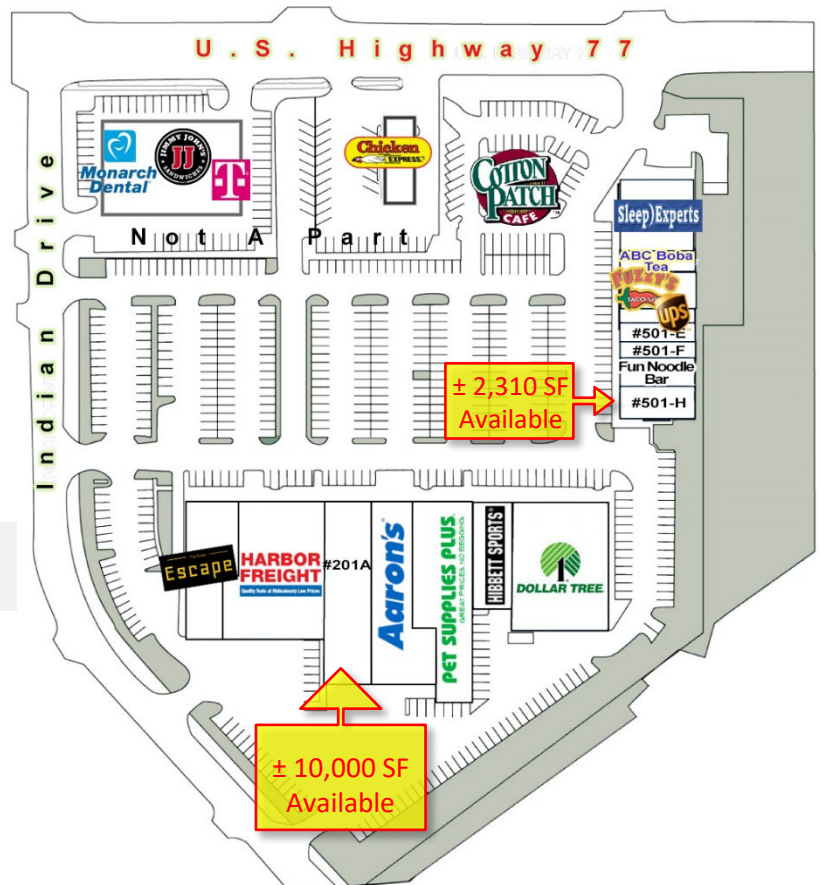 U.S. Highway 77
Indian Drive
Monarch
Dental
JIMMY JOHN'S
JJ
SANDWICHES
T
Chicken
EXPRESS
COTTON
PATCH
CAFE
Not A Part
Sleep)Experts
ABC Boba
Tea
FUZZY'S
ups
#501-E
#501-F
Fun Noodle
Bar
#501-H
± 2,310 SF
Available
Escape
HARBOR
FREIGHT
Quality Tools at Ridiculously Low Prices
#201A
Aaron's
PET SUPPLIES PLUS.
GREAT PRICES. NO BEGGING.
HIBBETT SPORTS
1
DOLLAR TREE
± 10,000 SF
Available